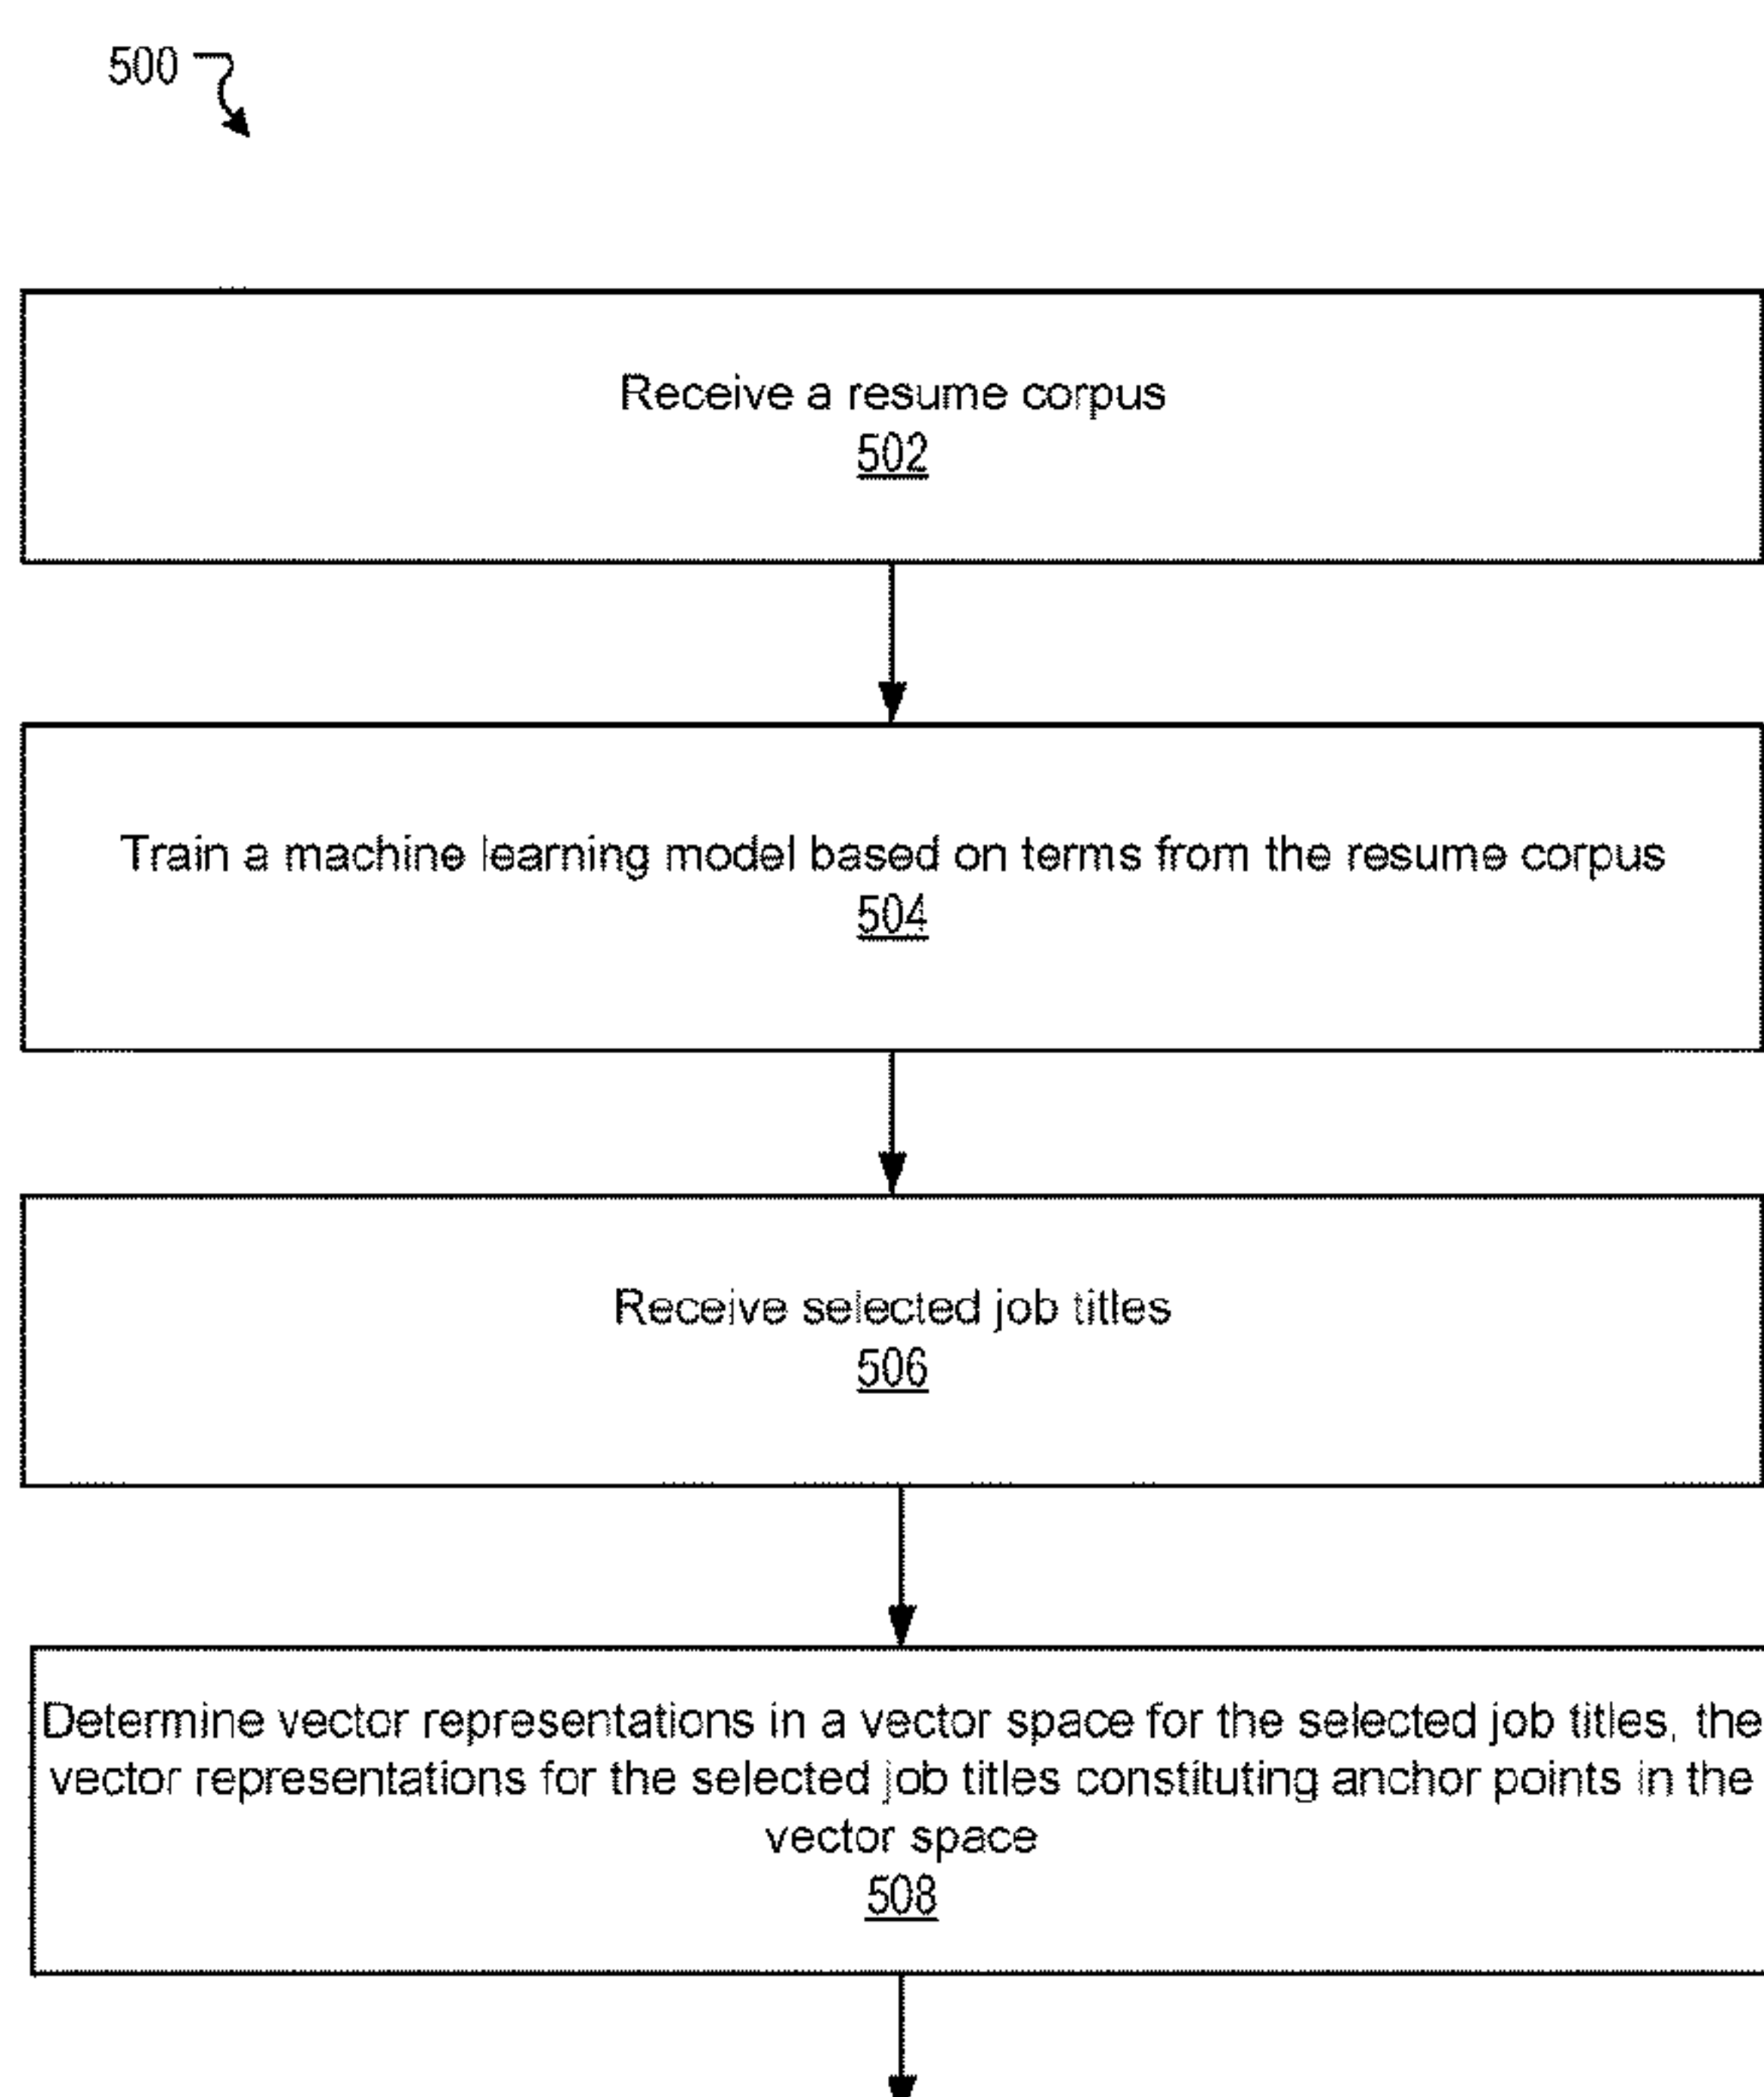 500
Receive a resume corpus
502
Train a machine learning model based on terms from the resume corpus
504
Receive selected job titles
506
Determine vector representations in a vector space for the selected job titles, the
vector representations for the selected job titles constituting anchor points in the
vector space
508